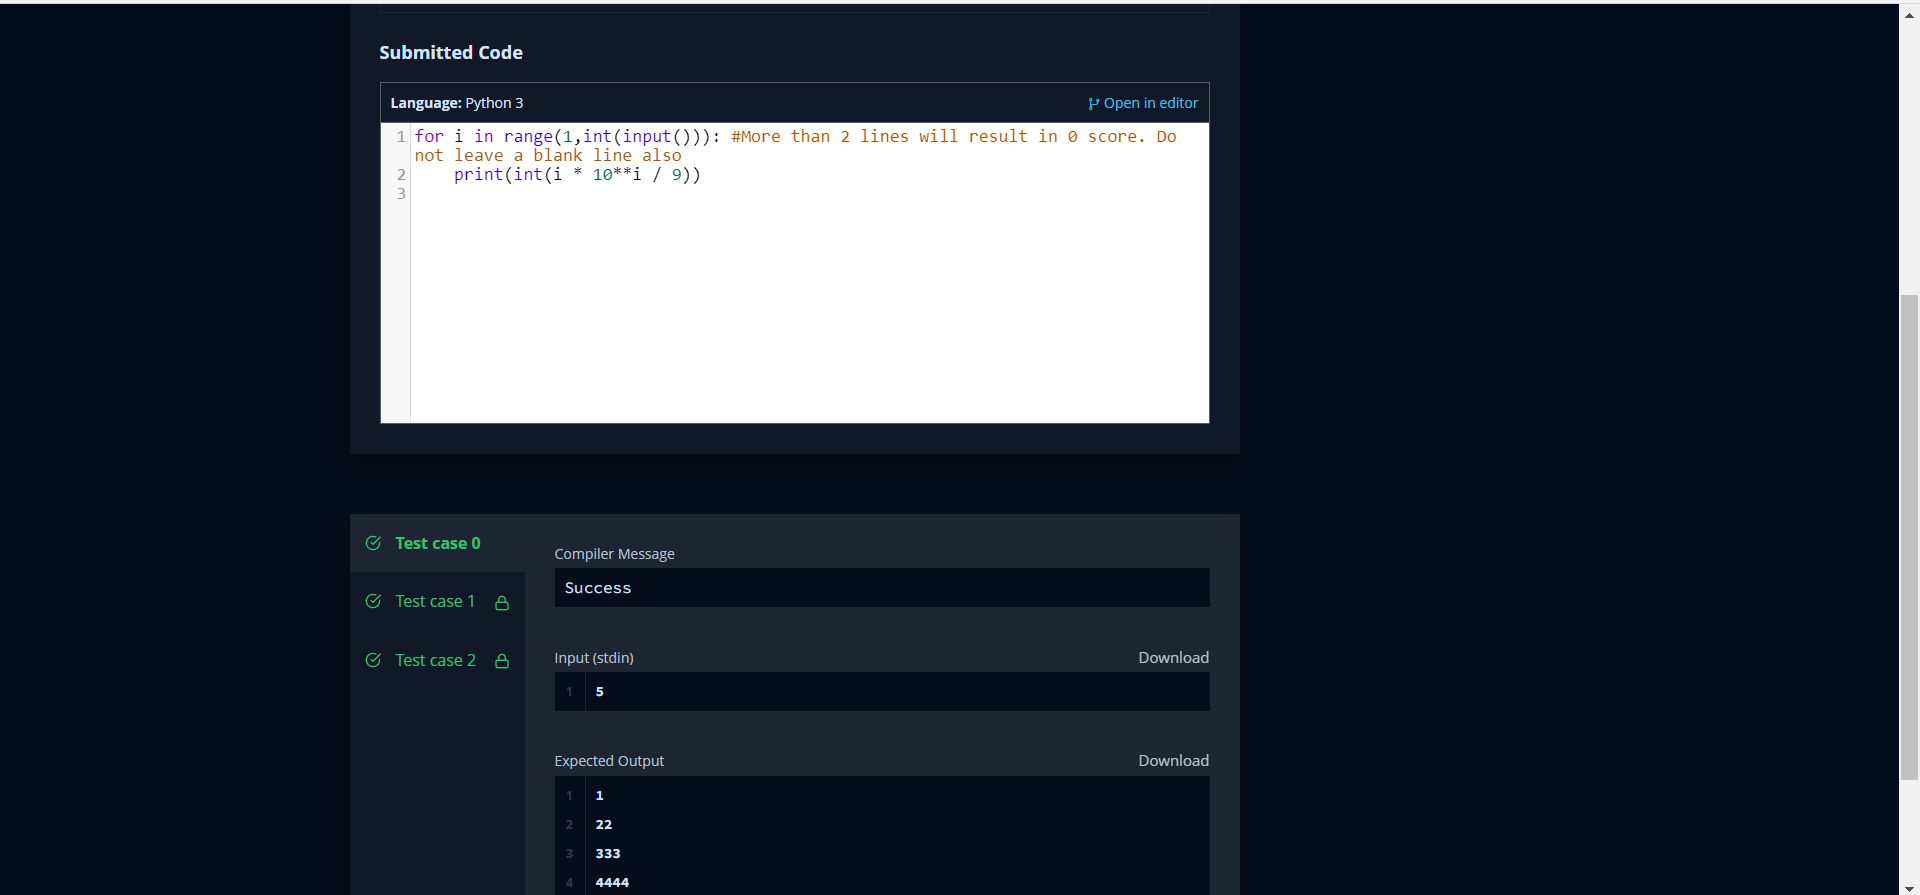 Submitted Code
Language: Python 3
Open in editor
1 for i in range(1,int(input())): #More than 2 lines will result in 0 score. Do
not leave a blank line also
2     print(int(i * 10**i / 9))
3
Test case 0
Test case 1
Test case 2
Compiler Message
Success
Input (stdin)
Download
1 5
Expected Output
Download
1 1
2 22
3 333
4 4444